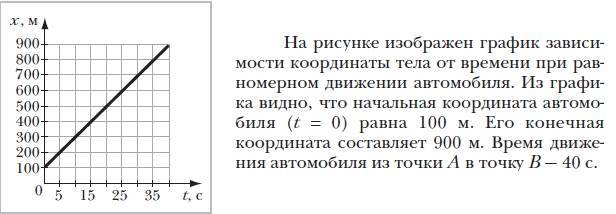 x, м
900
800
700
600
500
400
300
200
100
0 5 15 25 35 t, с
На рисунке изображен график зависи-
мости координаты тела от времени при рав-
номерном движении автомобиля. Из графи-
ка видно, что начальная координата автомо-
биля (t = 0) равна 100 м. Его конечная
координата составляет 900 м. Время движе-
ния автомобиля из точки A в точку B – 40 с.